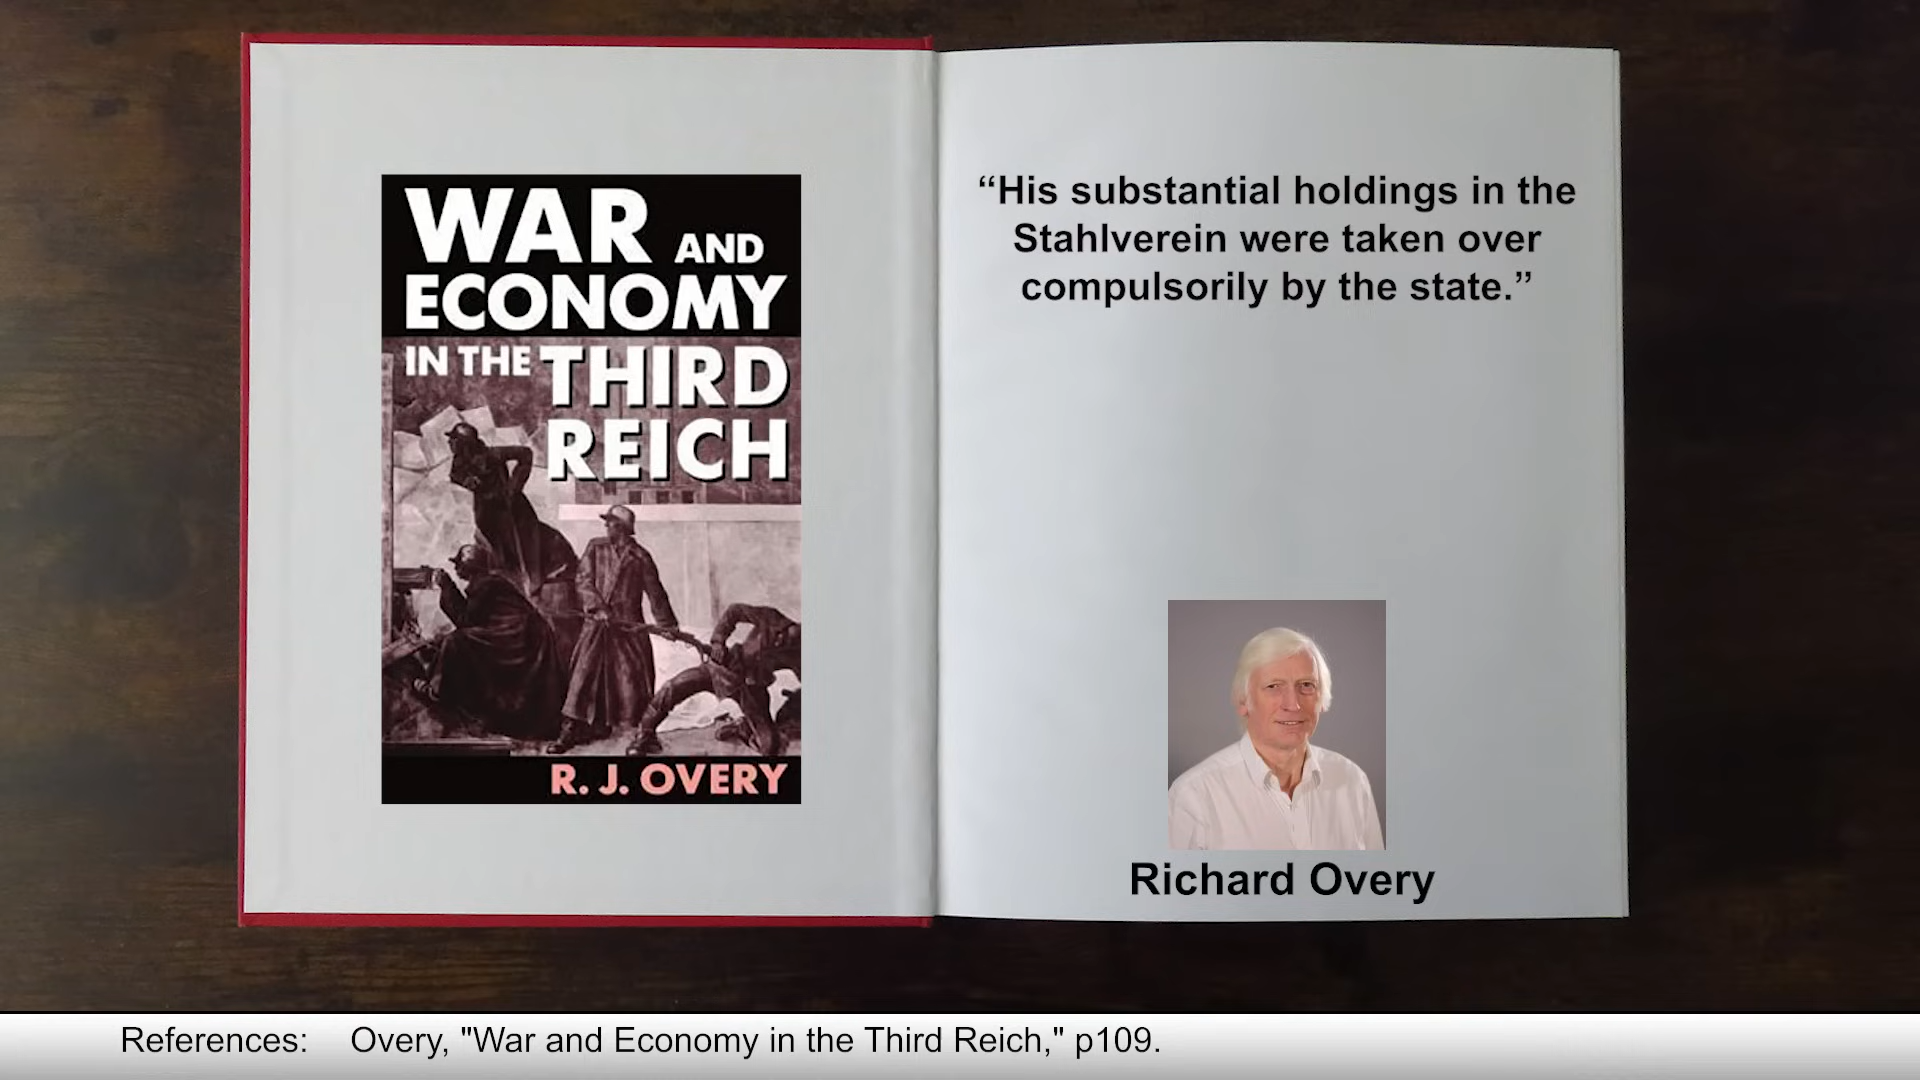 WAR AND
ECONOMY
IN THE THIRD
REICH
R. J. OVERY
“His substantial holdings in the
Stahlverein were taken over
compulsorily by the state.”
Richard Overy
References: Overy, "War and Economy in the Third Reich," p109.